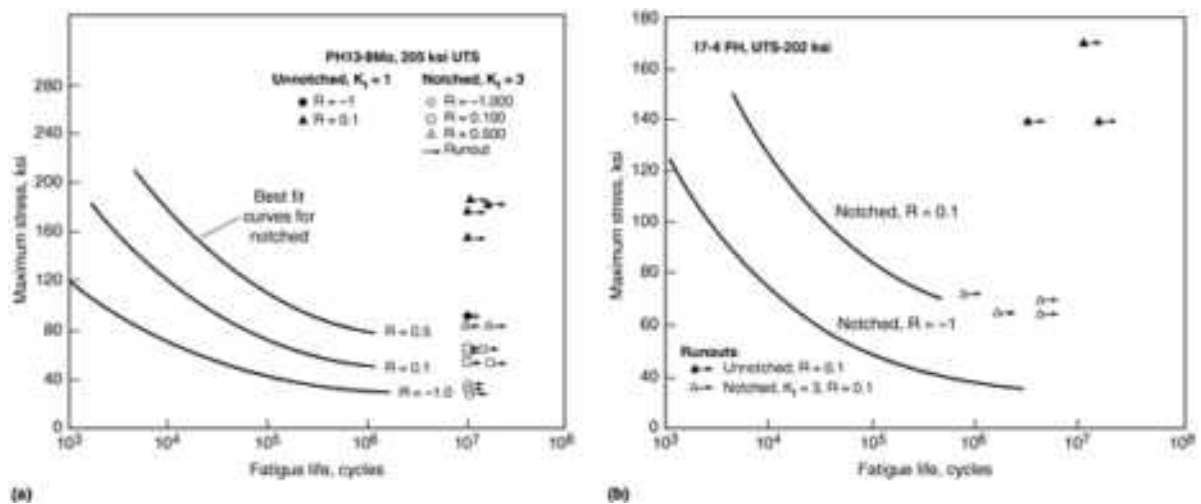 PH13-8Mo, 205 ksi UTS
Unnotched, Kt = 1
R = −1
R = 0.1
Notched, Kt = 3
R = −1.000
R = 0.100
R = 0.500
Runout
Best fit
curves for
notched
R = 0.5
R = 0.1
R = −1.0
Maximum stress, ksi
280
240
200
160
120
80
40
0
10³ 10⁴ 10⁵ 10⁶ 10⁷ 10⁸
Fatigue life, cycles
(a)
17-4 PH, UTS-202 ksi
Notched, R = 0.1
Notched, R = −1
Runouts
Unnotched, R = 0.1
Notched, Kt = 3, R = 0.1
Maximum stress, ksi
180
160
140
120
100
80
60
40
0
10³ 10⁴ 10⁵ 10⁶ 10⁷ 10⁸
Fatigue life, cycles
(b)